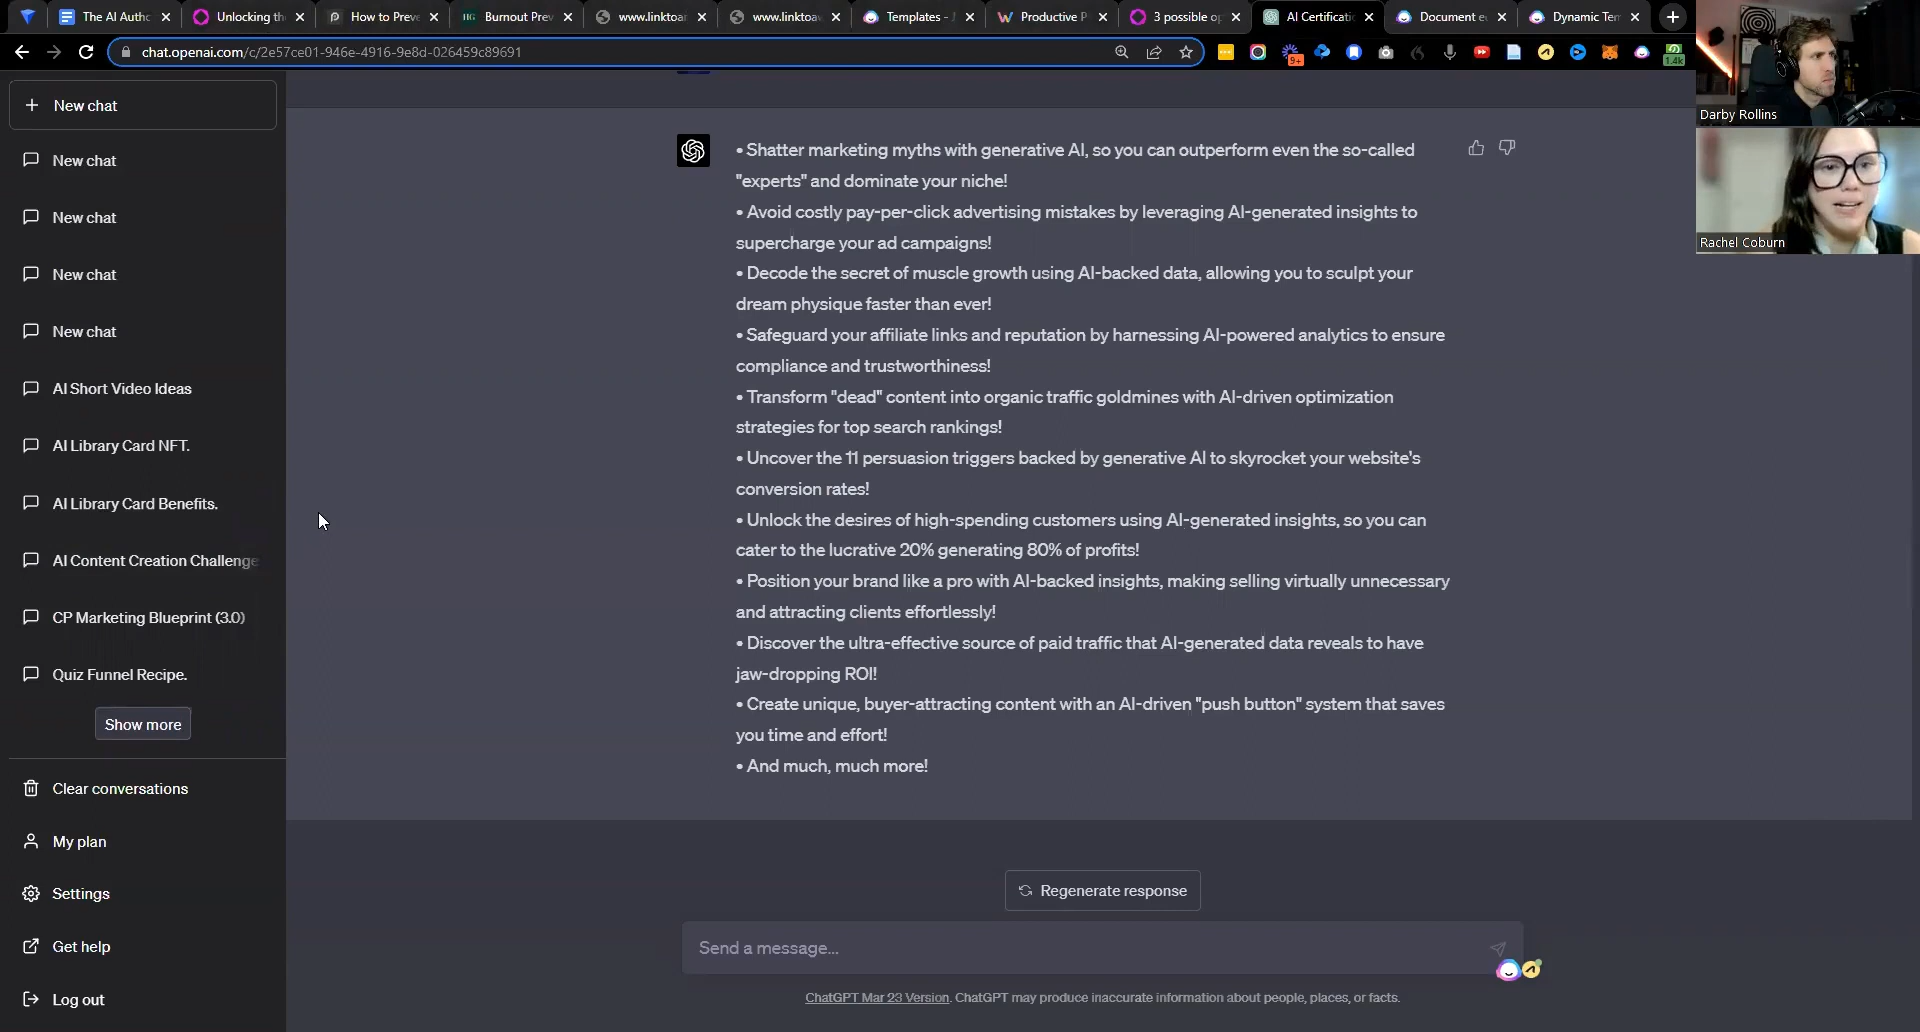 The AI Autho
Unlocking th
How to Preve
Burnout Prev
www.linktoar
www.linktoaw
Templates - J
Productive P
3 possible op
AI Certificatio
Document e
Dynamic Tem
chat.openai.com/c/2e57ce01-946e-4916-9e8d-026459c89691
9+
1.4k
Darby Rollins
Rachel Coburn
New chat
New chat
New chat
New chat
New chat
AI Short Video Ideas
AI Library Card NFT.
AI Library Card Benefits.
AI Content Creation Challenge
CP Marketing Blueprint (3.0)
Quiz Funnel Recipe.
Show more
Clear conversations
My plan
Settings
Get help
Log out
• Shatter marketing myths with generative AI, so you can outperform even the so-called
"experts" and dominate your niche!
• Avoid costly pay-per-click advertising mistakes by leveraging AI-generated insights to
supercharge your ad campaigns!
• Decode the secret of muscle growth using AI-backed data, allowing you to sculpt your
dream physique faster than ever!
• Safeguard your affiliate links and reputation by harnessing AI-powered analytics to ensure
compliance and trustworthiness!
• Transform "dead" content into organic traffic goldmines with AI-driven optimization
strategies for top search rankings!
• Uncover the 11 persuasion triggers backed by generative AI to skyrocket your website's
conversion rates!
• Unlock the desires of high-spending customers using AI-generated insights, so you can
cater to the lucrative 20% generating 80% of profits!
• Position your brand like a pro with AI-backed insights, making selling virtually unnecessary
and attracting clients effortlessly!
• Discover the ultra-effective source of paid traffic that AI-generated data reveals to have
jaw-dropping ROI!
• Create unique, buyer-attracting content with an AI-driven "push button" system that saves
you time and effort!
• And much, much more!
Regenerate response
Send a message...
ChatGPT Mar 23 Version. ChatGPT may produce inaccurate information about people, places, or facts.